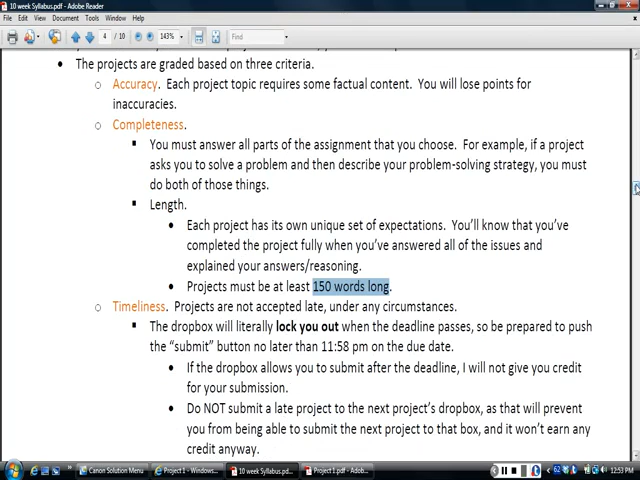 10 week Syllabus.pdf - Adobe Reader
File Edit View Document Tools Window Help
4 / 10 143% Find
• The projects are graded based on three criteria.
○ Accuracy. Each project topic requires some factual content. You will lose points for
inaccuracies.
○ Completeness.
▪ You must answer all parts of the assignment that you choose. For example, if a project
asks you to solve a problem and then describe your problem-solving strategy, you must
do both of those things.
▪ Length.
• Each project has its own unique set of expectations. You'll know that you've
completed the project fully when you've answered all of the issues and
explained your answers/reasoning.
• Projects must be at least 150 words long.
○ Timeliness. Projects are not accepted late, under any circumstances.
▪ The dropbox will literally lock you out when the deadline passes, so be prepared to push
the "submit" button no later than 11:58 pm on the due date.
• If the dropbox allows you to submit after the deadline, I will not give you credit
for your submission.
• Do NOT submit a late project to the next project's dropbox, as that will prevent
you from being able to submit the next project to that box, and it won't earn any
credit anyway.
Canon Solution Menu Project 1 - Windows... 10 week Syllabus.pd... Project 1.pdf - Adob... 62 12:53 PM